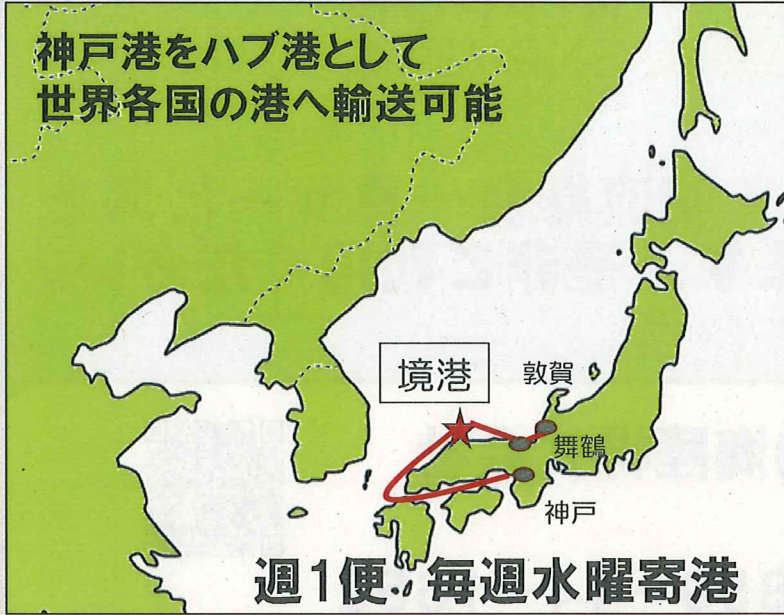 神戸港をハブ港として
世界各国の港へ輸送可能
境港
敦賀
舞鶴
神戸
週1便 毎週水曜寄港